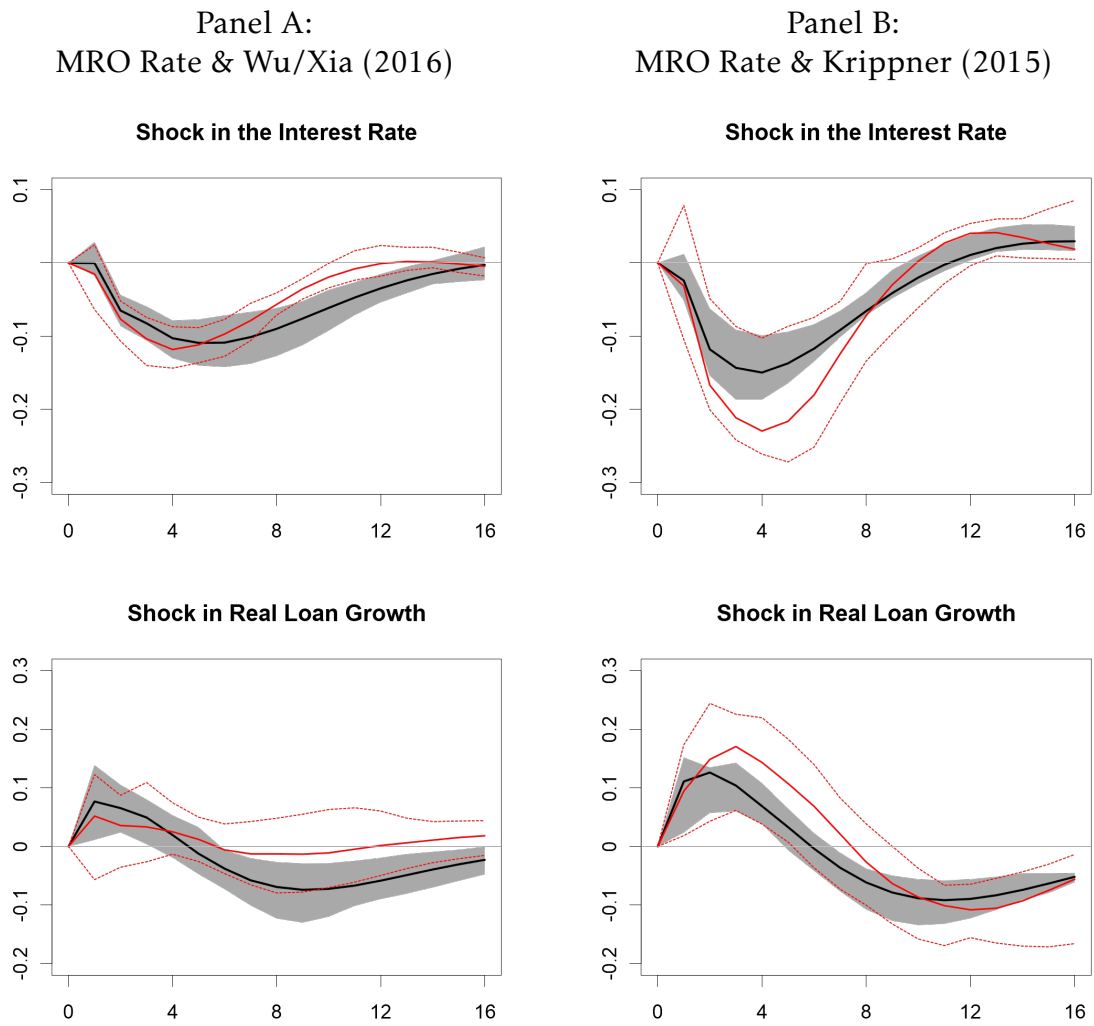 Panel A:
MRO Rate & Wu/Xia (2016)
Panel B:
MRO Rate & Krippner (2015)
Shock in the Interest Rate
0.1
-0.1
-0.2
-0.3
0 4 8 12 16
Shock in the Interest Rate
0.1
-0.1
-0.2
-0.3
0 4 8 12 16
Shock in Real Loan Growth
0.3
0.2
0.1
0
-0.1
-0.2
0 4 8 12 16
Shock in Real Loan Growth
0.3
0.2
0.1
0
-0.1
-0.2
0 4 8 12 16